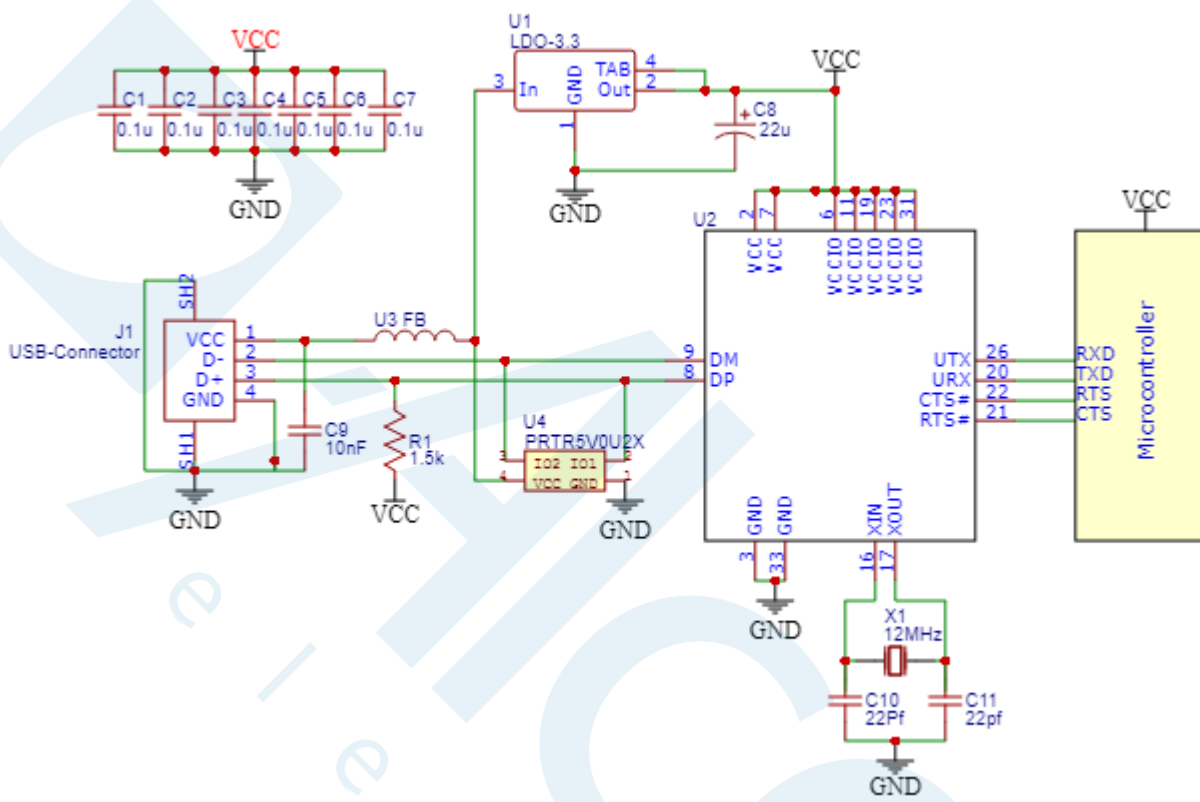 VCC
C1 C2 C3 C4 C5 C6 C7
0.1u 0.1u 0.1u 0.1u 0.1u 0.1u 0.1u
GND
U1
LDO-3.3
3 In GND TAB 4
Out 2
1
GND
C8
+
22u
VCC
U2
2 7 6 11 19 23 31
VCC VCC VCCIO VCCIO VCCIO VCCIO VCCIO
VCC
Microcontroller
J1
USB-Connector
SH2
VCC 1
D- 2
D+ 3
GND 4
SH1
GND
U3 FB
C9
10nF
R1
1.5k
VCC
U4
PRTR5V0U2X
3 IO2 IO1 2
4 VCC GND 1
GND
9 DM
8 DP
UTX 26 RXD
URX 20 TXD
CTS# 22 RTS
RTS# 21 CTS
GND GND
3 33
GND
XIN XOUT
16 17
X1
12MHz
C10
22Pf
C11
22pf
GND
e
e